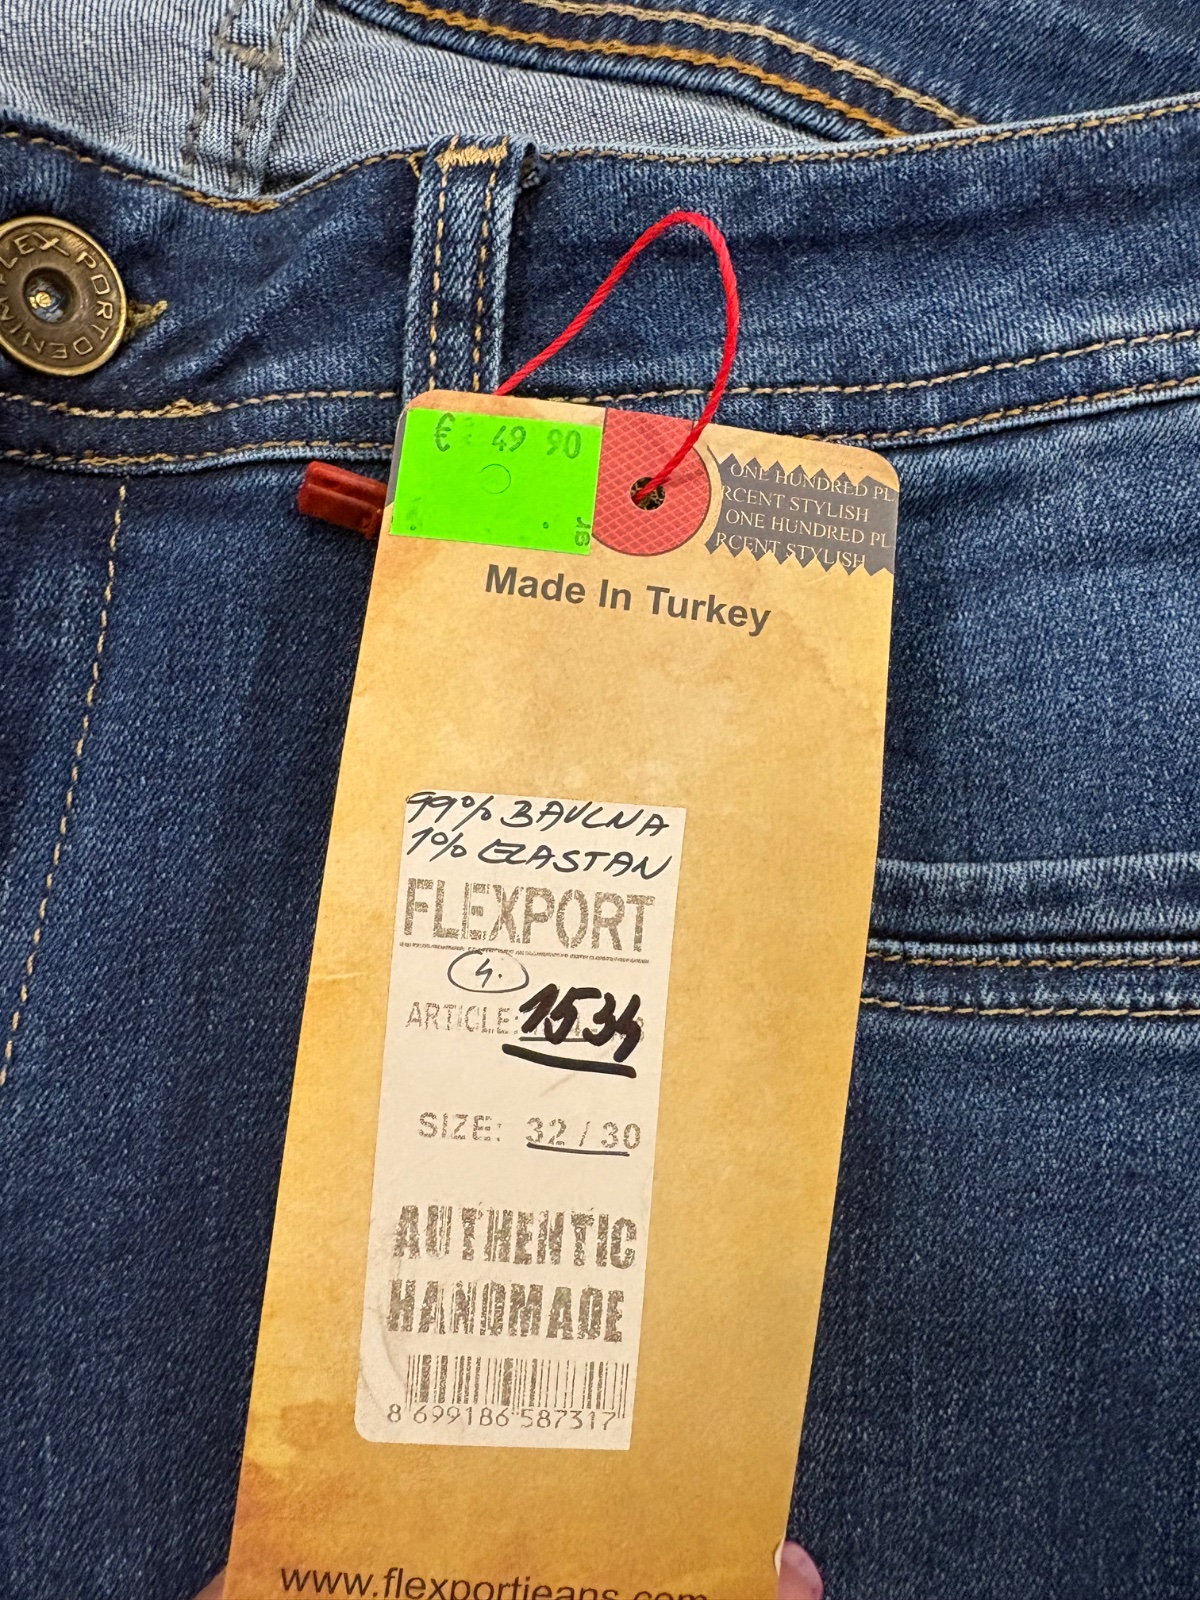 FLEXPORT DENIM
€ 49 90
ONE HUNDRED PL
RCENT STYLISH
ONE HUNDRED PL
RCENT STYLISH
Made In Turkey
99% BAVLNA
1% ELASTAN
FLEXPORT
4.
ARTICLE: 1534
SIZE: 32 / 30
AUTHENTIC
HANDMADE
8 699186 587317
www.flexportjeans.com